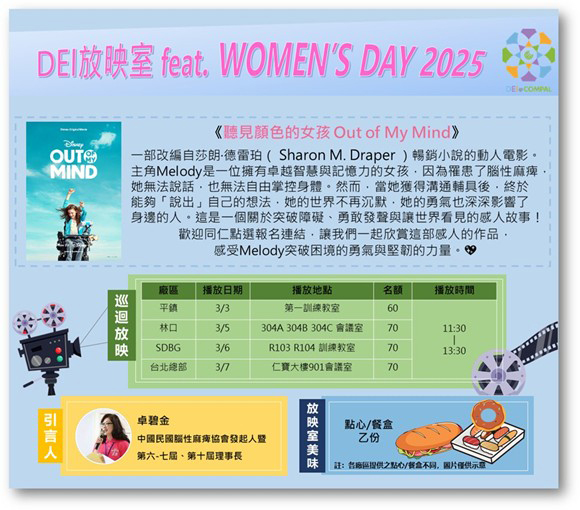 DEI放映室 feat. WOMEN'S DAY 2025
DEI@COMPAL
《聽見顏色的女孩 Out of My Mind》
Disney
OUT OF
MY
MIND
一部改編自莎朗‧德雷珀( Sharon M. Draper )暢銷小說的動人電影。
主角Melody是一位擁有卓越智慧與記憶力的女孩,因為罹患了腦性麻痺,
她無法說話,也無法自由掌控身體。然而,當她獲得溝通輔具後,終於
能夠「說出」自己的想法,她的世界不再沉默,她的勇氣也深深影響了
身邊的人。這是一個關於突破障礙、勇敢發聲與讓世界看見的感人故事!
歡迎同仁點選報名連結,讓我們一起欣賞這部感人的作品,
感受Melody突破困境的勇氣與堅韌的力量。💖
巡迴放映
廠區 播放日期 播放地點 名額 播放時間
平鎮 3/3 第一訓練教室 60
林口 3/5 304A 304B 304C 會議室 70
SDBG 3/6 R103 R104 訓練教室 70
台北總部 3/7 仁寶大樓901會議室 70
11:30
|
13:30
引言人
卓碧金
中國民國腦性麻痺協會發起人暨
第六-七屆、第十屆理事長
放映室美味
點心/餐盒
乙份
註:各廠區提供之點心/餐盒不同,圖片僅供示意